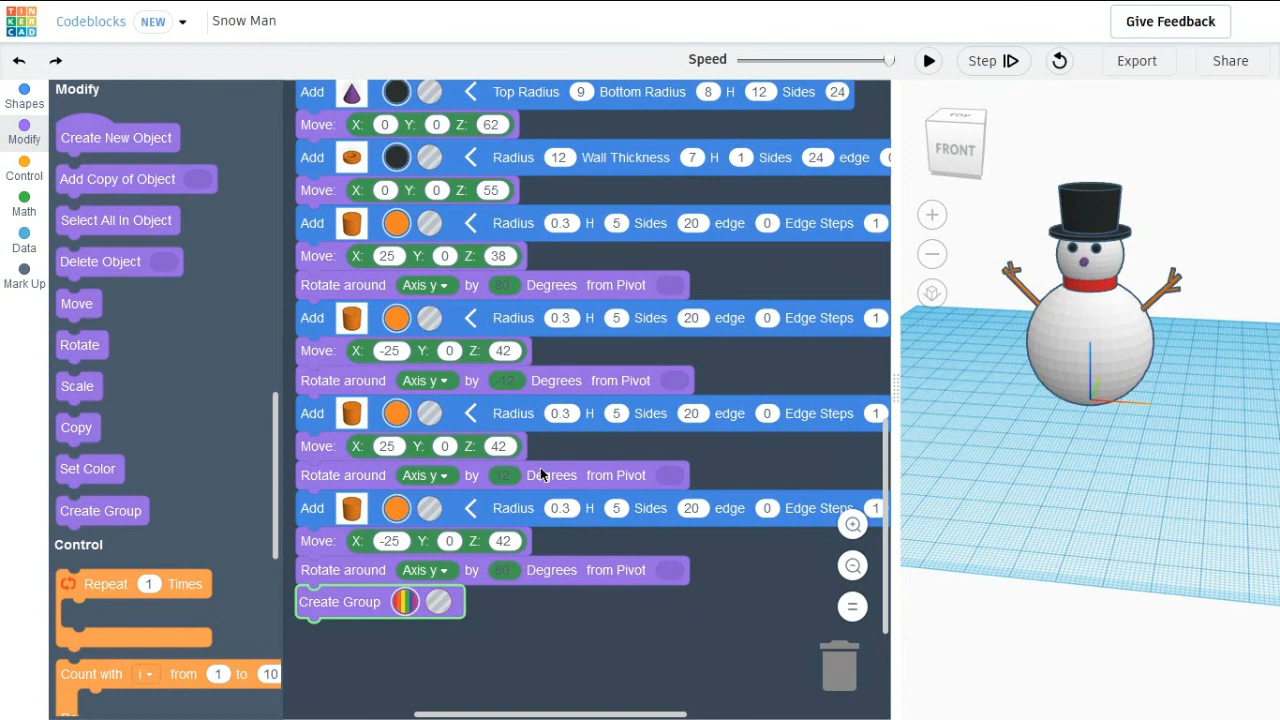 TIN
KER
CAD
Codeblocks NEW Snow Man Give Feedback
Speed Step Export Share
Shapes
Modify
Control
Math
Data
Mark Up
Modify
Create New Object
Add Copy of Object
Select All In Object
Delete Object
Move
Rotate
Scale
Copy
Set Color
Create Group
Control
Repeat 1 Times
Count with i from 1 to 10
Add Top Radius 9 Bottom Radius 8 H 12 Sides 24
Move: X: 0 Y: 0 Z: 62
Add Radius 12 Wall Thickness 7 H 1 Sides 24 edge
Move: X: 0 Y: 0 Z: 55
Add Radius 0.3 H 5 Sides 20 edge 0 Edge Steps 1
Move: X: 25 Y: 0 Z: 38
Rotate around Axis y by 80 Degrees from Pivot
Add Radius 0.3 H 5 Sides 20 edge 0 Edge Steps 1
Move: X: -25 Y: 0 Z: 42
Rotate around Axis y by -12 Degrees from Pivot
Add Radius 0.3 H 5 Sides 20 edge 0 Edge Steps 1
Move: X: 25 Y: 0 Z: 42
Rotate around Axis y by 12 Degrees from Pivot
Add Radius 0.3 H 5 Sides 20 edge 0 Edge Steps 1
Move: X: -25 Y: 0 Z: 42
Rotate around Axis y by 80 Degrees from Pivot
Create Group
TOP
FRONT